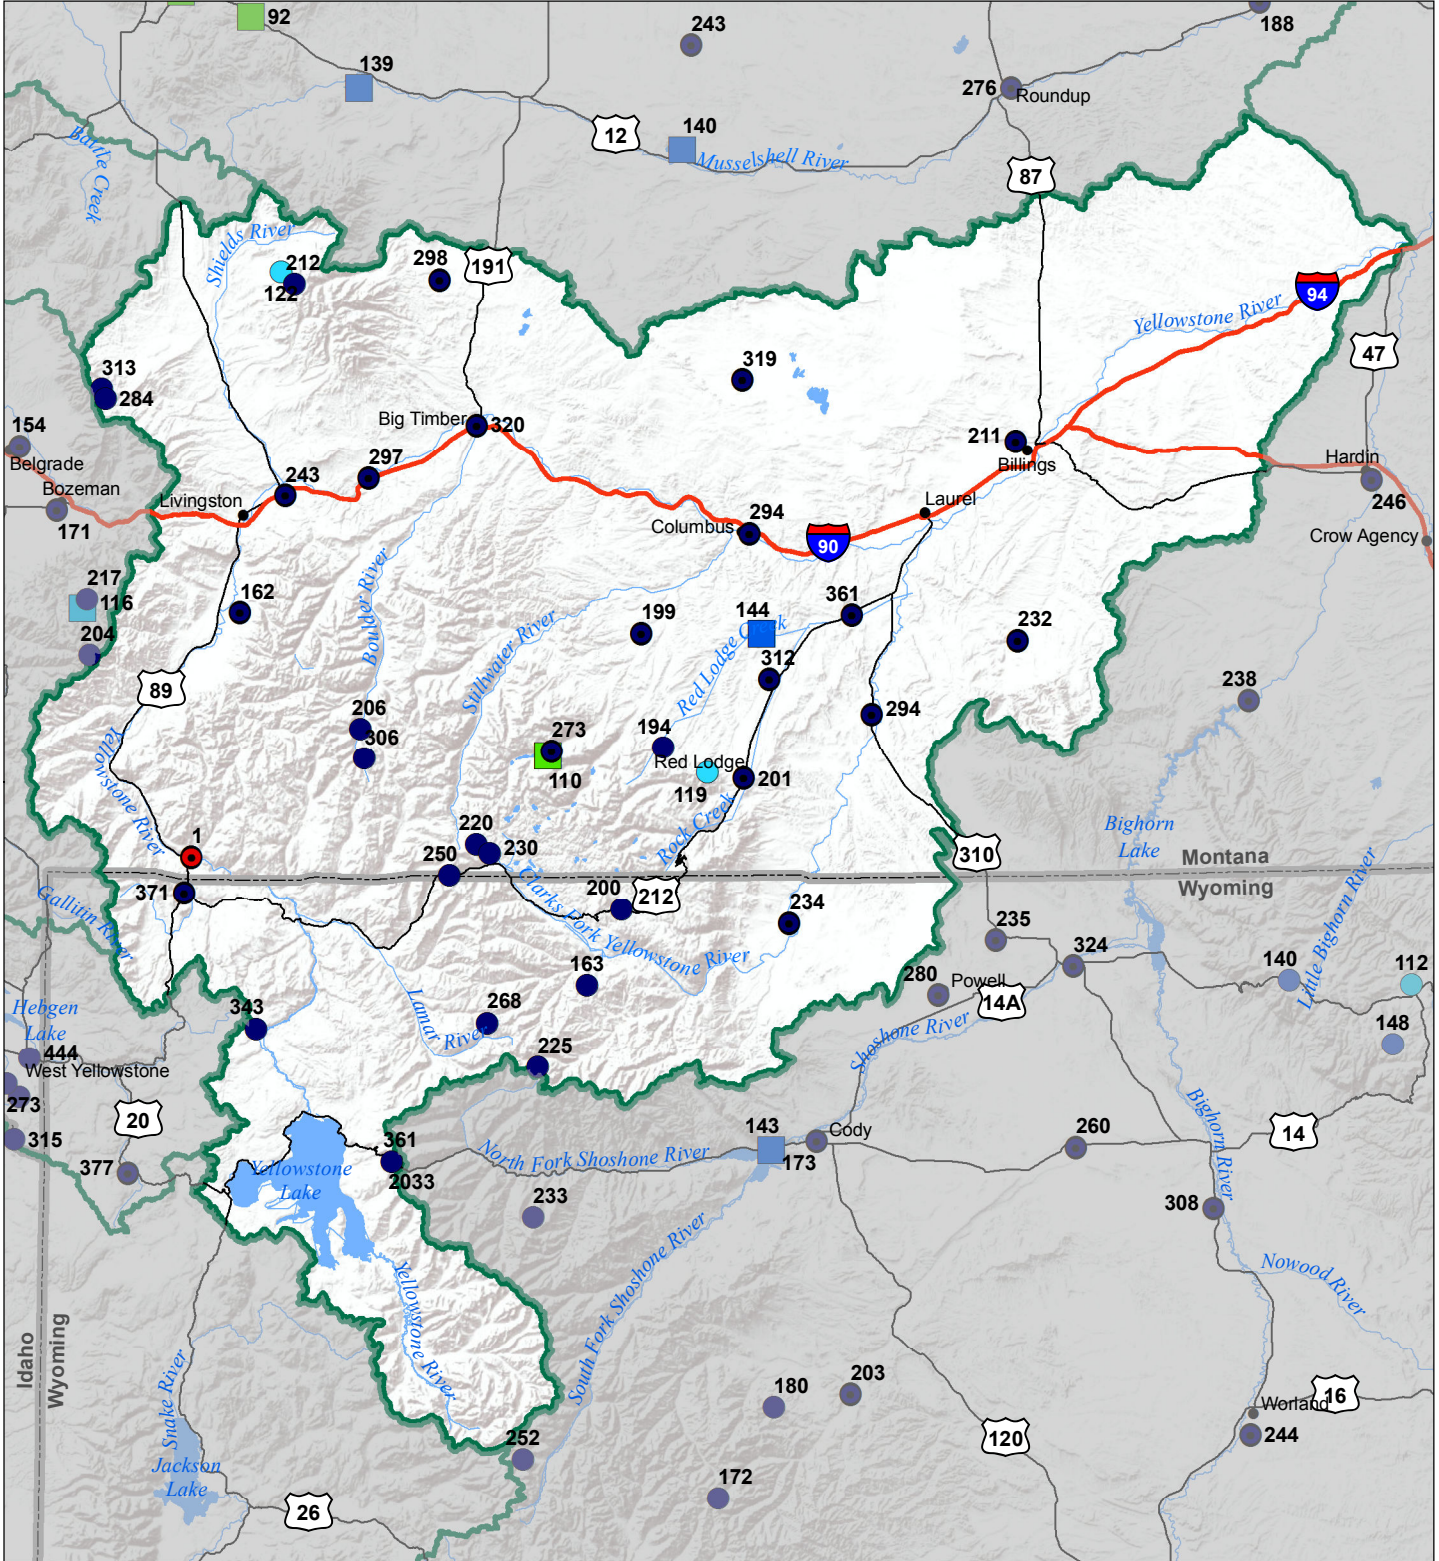 92
243
188
139
276
Roundup
12
140
Musselshell River
Battle Creek
87
Shields River
212
122
298
191
94
Yellowstone River
47
313
284
319
154
Belgrade
Big Timber
320
211
Billings
Hardin
246
Bozeman
171
Livingston
243
297
Laurel
Columbus
294
90
Crow Agency
217
116
204
162
Boulder River
Stillwater River
199
144
Red Lodge Creek
361
232
312
89
238
206
306
273
110
194
294
Red Lodge
119
201
Yellowstone River
Rock Creek
Bighorn
Lake
1
220
230
250
310
Montana
Wyoming
371
Gallitin River
200
212
Clarks Fork Yellowstone River
234
235
324
Little Bighorn River
163
280
Powell
14A
140
112
Hebgen
Lake
343
Lamar River
268
Shoshone River
148
444
West Yellowstone
225
273
20
315
Bighorn River
14
361
143
Cody
173
260
North Fork Shoshone River
377
Yellowstone
Lake
2033
233
308
South Fork Shoshone River
Nowood River
Yellowstone River
Idaho
Wyoming
Snake River
180
203
16
Worland
244
120
252
172
Jackson
Lake
26